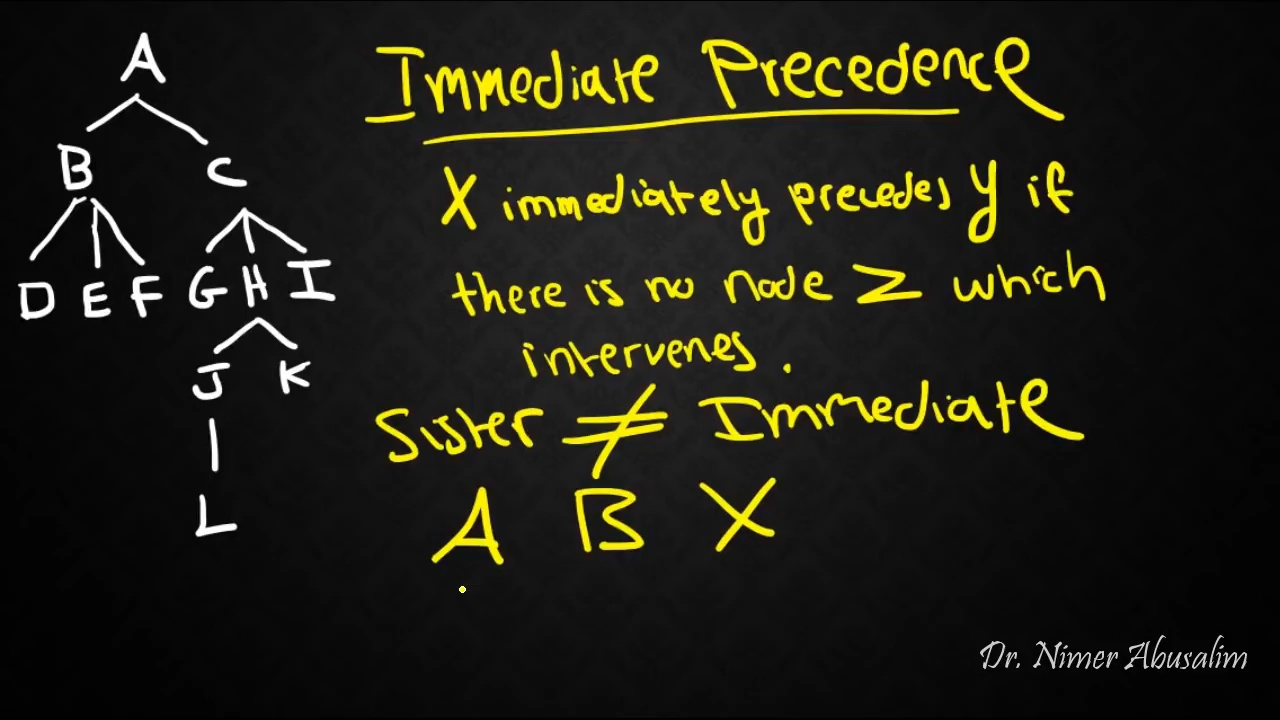 A
B C
D E F G H I
J K
L
Immediate Precedence
X immediately precedes y if
there is no node Z which
intervenes.
Sister ≠ Immediate
A B X
Dr. Nimer Abusalim